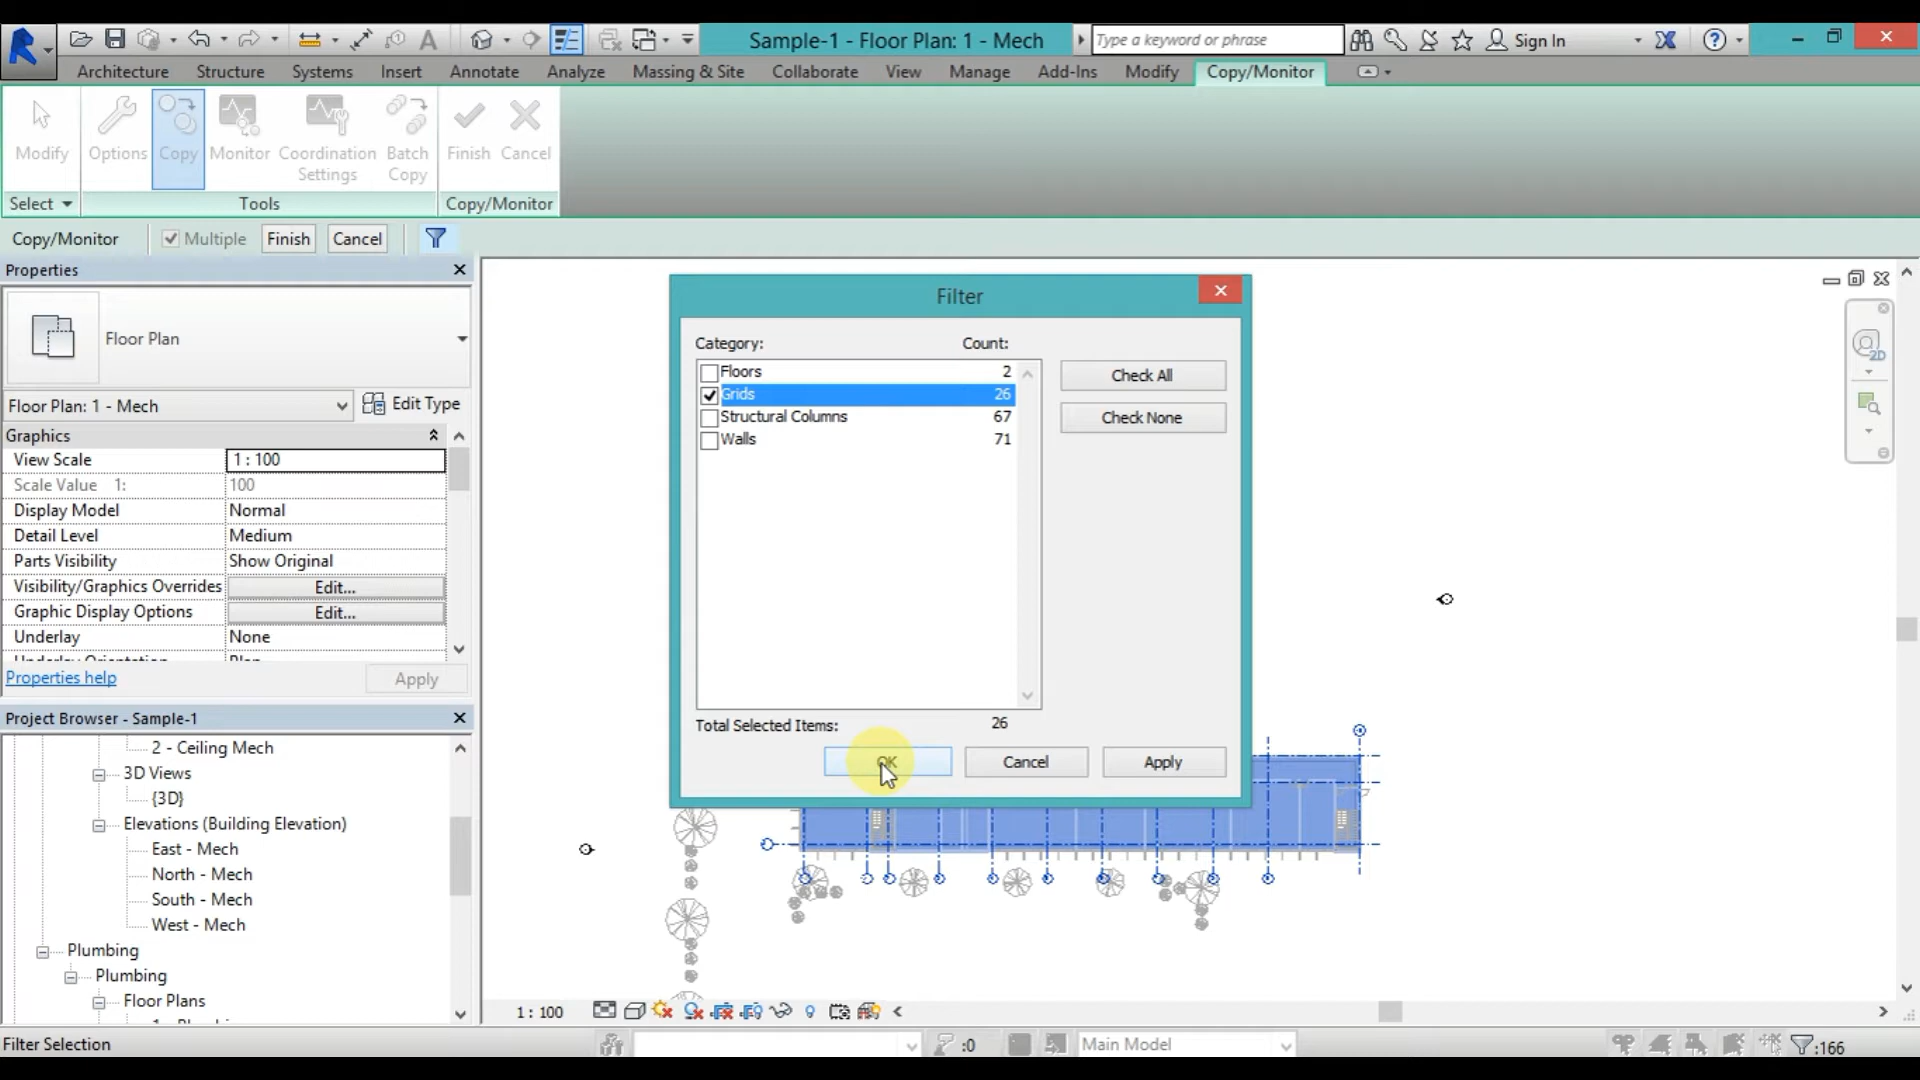 Sample-1 - Floor Plan: 1 - Mech
Type a keyword or phrase
Sign In
Architecture Structure Systems Insert Annotate Analyze Massing & Site Collaborate View Manage Add-Ins Modify Copy/Monitor
Modify Options Copy Monitor Coordination Settings Batch Copy Finish Cancel
Select Tools Copy/Monitor
Copy/Monitor Multiple Finish Cancel
Properties
Floor Plan
Floor Plan: 1 - Mech Edit Type
Graphics
View Scale 1 : 100
Scale Value 1: 100
Display Model Normal
Detail Level Medium
Parts Visibility Show Original
Visibility/Graphics Overrides Edit...
Graphic Display Options Edit...
Underlay None
Properties help Apply
Project Browser - Sample-1
2 - Ceiling Mech
3D Views
{3D}
Elevations (Building Elevation)
East - Mech
North - Mech
South - Mech
West - Mech
Plumbing
Plumbing
Floor Plans
Filter
Category: Count:
Floors 2
Grids 26
Structural Columns 67
Walls 71
Check All
Check None
Total Selected Items: 26
OK Cancel Apply
2D
1 : 100
Filter Selection
:0
Main Model
:166